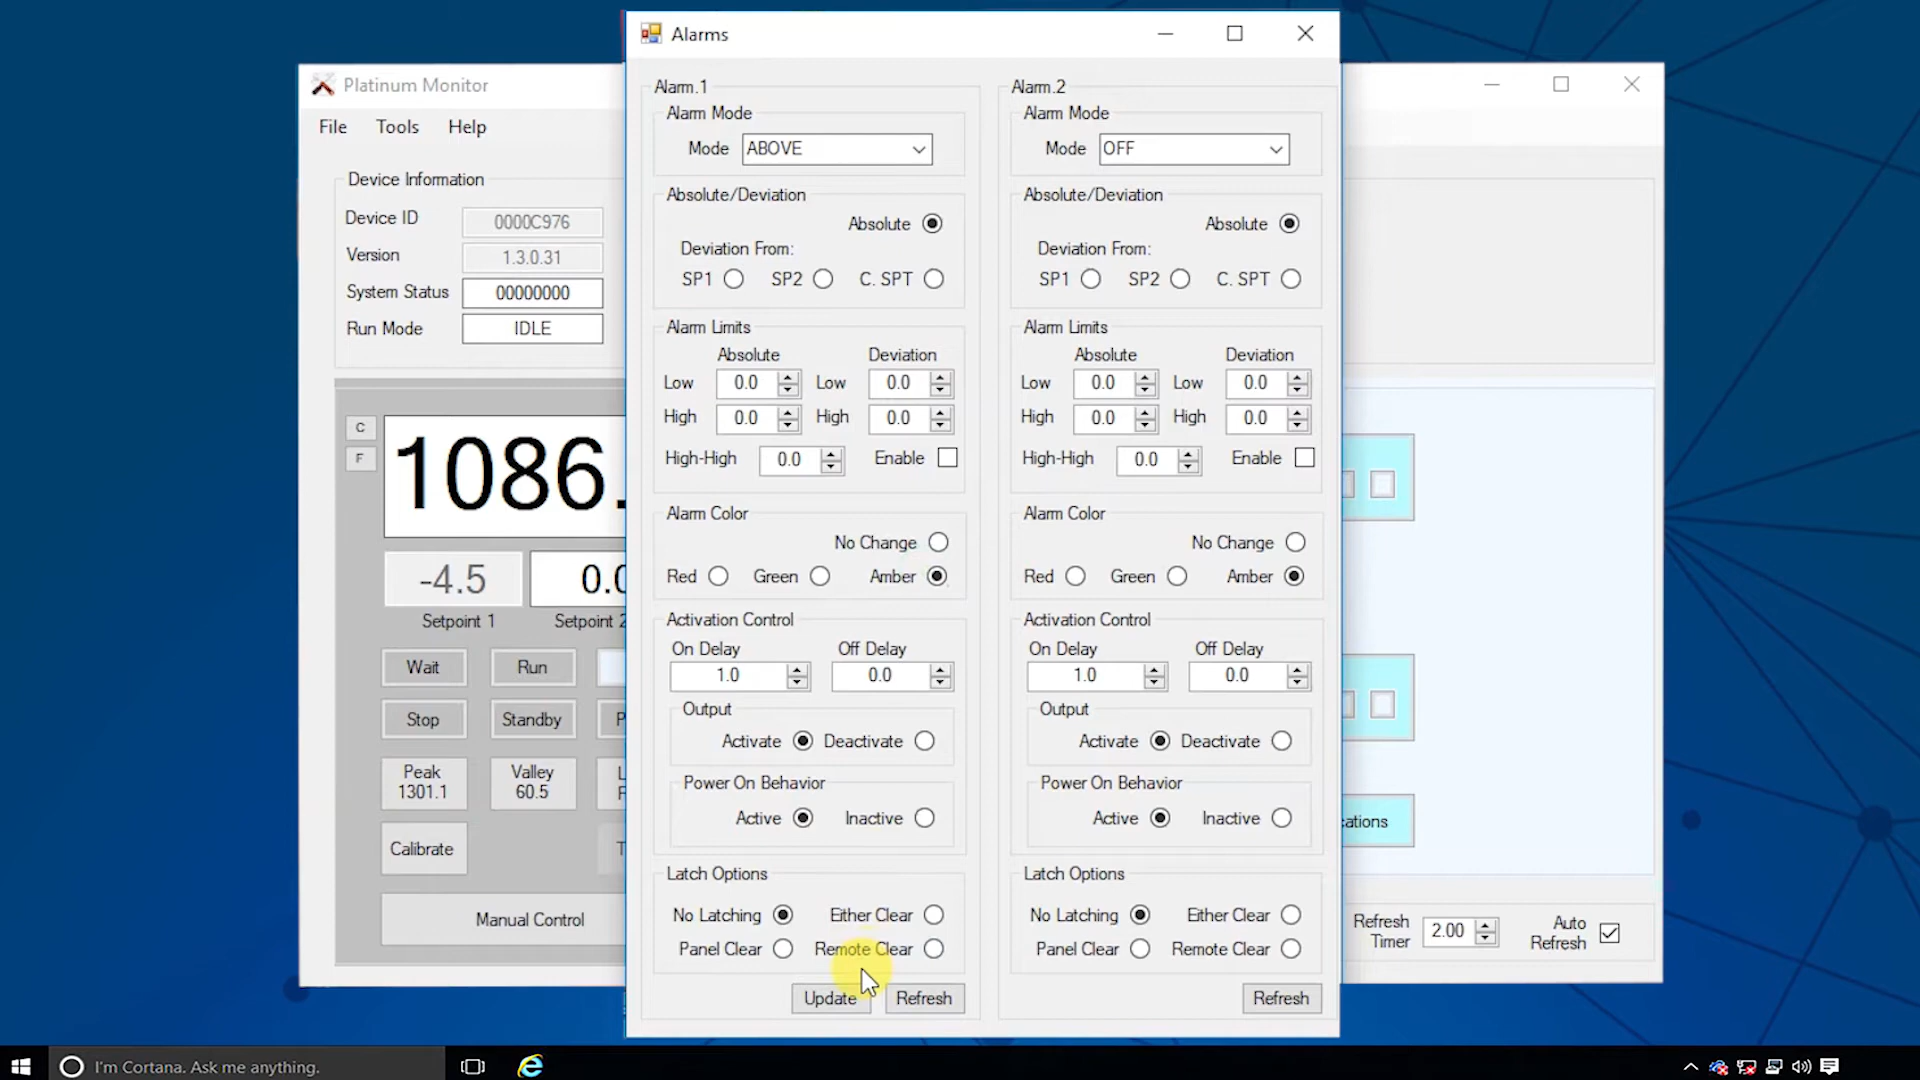 Alarms
Platinum Monitor
File Tools Help
Device Information
Device ID 0000C976
Version 1.3.0.31
System Status 00000000
Run Mode IDLE
C
F
1086.
-4.5 0.0
Setpoint 1 Setpoint 2
Wait Run
Stop Standby P
Peak
1301.1
Valley
60.5
Calibrate
Manual Control
Alarm.1
Alarm Mode
Mode ABOVE
Absolute/Deviation
Absolute
Deviation From:
SP1 SP2 C. SPT
Alarm Limits
Absolute Deviation
Low 0.0 Low 0.0
High 0.0 High 0.0
High-High 0.0 Enable
Alarm Color
No Change
Red Green Amber
Activation Control
On Delay Off Delay
1.0 0.0
Output
Activate Deactivate
Power On Behavior
Active Inactive
Latch Options
No Latching Either Clear
Panel Clear Remote Clear
Update Refresh
Alarm.2
Alarm Mode
Mode OFF
Absolute/Deviation
Absolute
Deviation From:
SP1 SP2 C. SPT
Alarm Limits
Absolute Deviation
Low 0.0 Low 0.0
High 0.0 High 0.0
High-High 0.0 Enable
Alarm Color
No Change
Red Green Amber
Activation Control
On Delay Off Delay
1.0 0.0
Output
Activate Deactivate
Power On Behavior
Active Inactive
Latch Options
No Latching Either Clear
Panel Clear Remote Clear
Refresh
cations
Refresh
Timer
2.00
Auto
Refresh
I'm Cortana. Ask me anything.